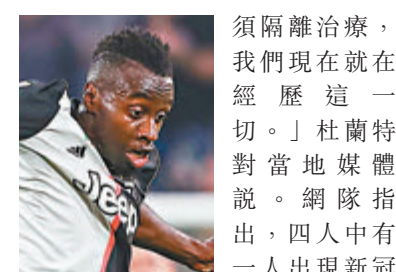 Jeep
須隔離治療，
我們現在就在
經歷這一
切。」杜蘭特
對當地媒體
説。網隊指
出，四人中有
一人出現新冠